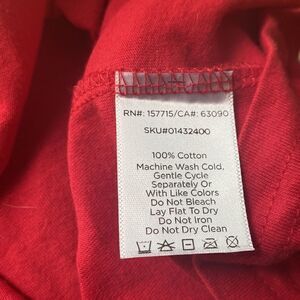 RN#: 157715/CA#: 63090
SKU#01432400
100% Cotton
Machine Wash Cold,
Gentle Cycle
Separately Or
With Like Colors
Do Not Bleach
Lay Flat To Dry
Do Not Iron
Do Not Dry Clean